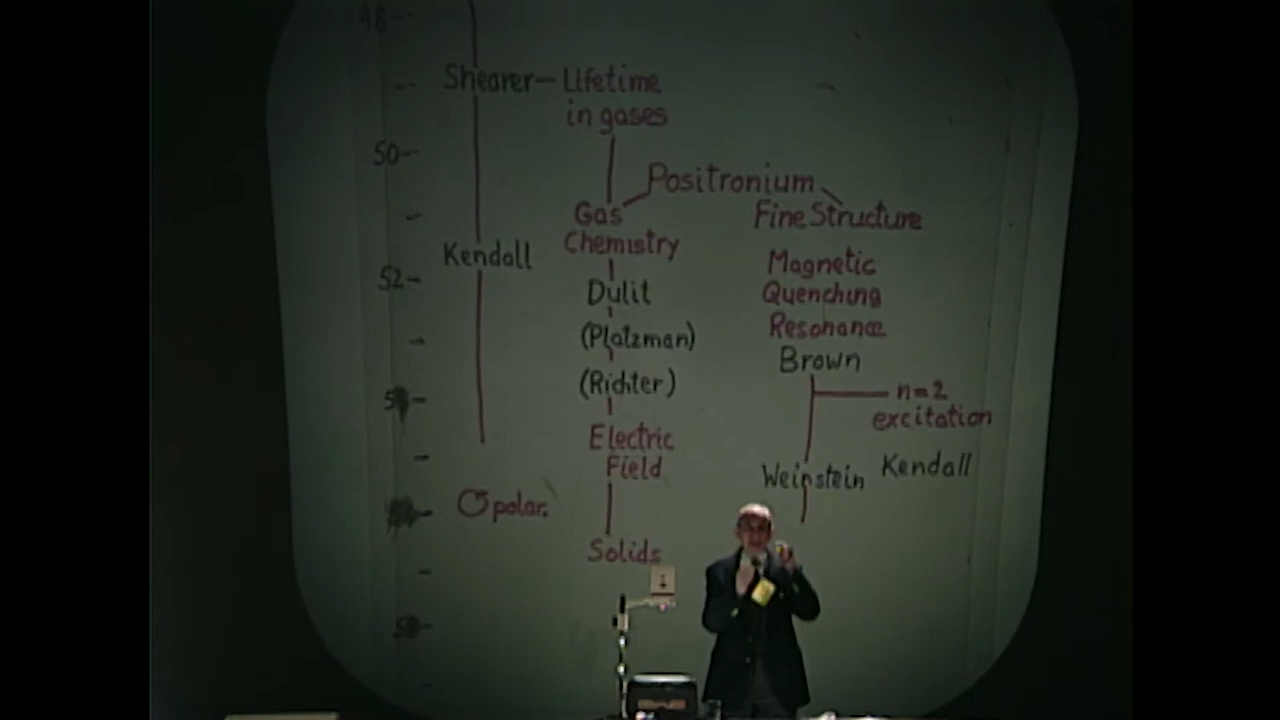 48
Shearer — Lifetime
in gases
50
Positronium
Gas
Chemistry
Fine Structure
Kendall
Magnetic
Quenching
Resonance
52
Dulit
(Platzman)
Brown
(Richter)
n=2
excitation
Electric
Field
Weinstein
Kendall
polar.
Solids